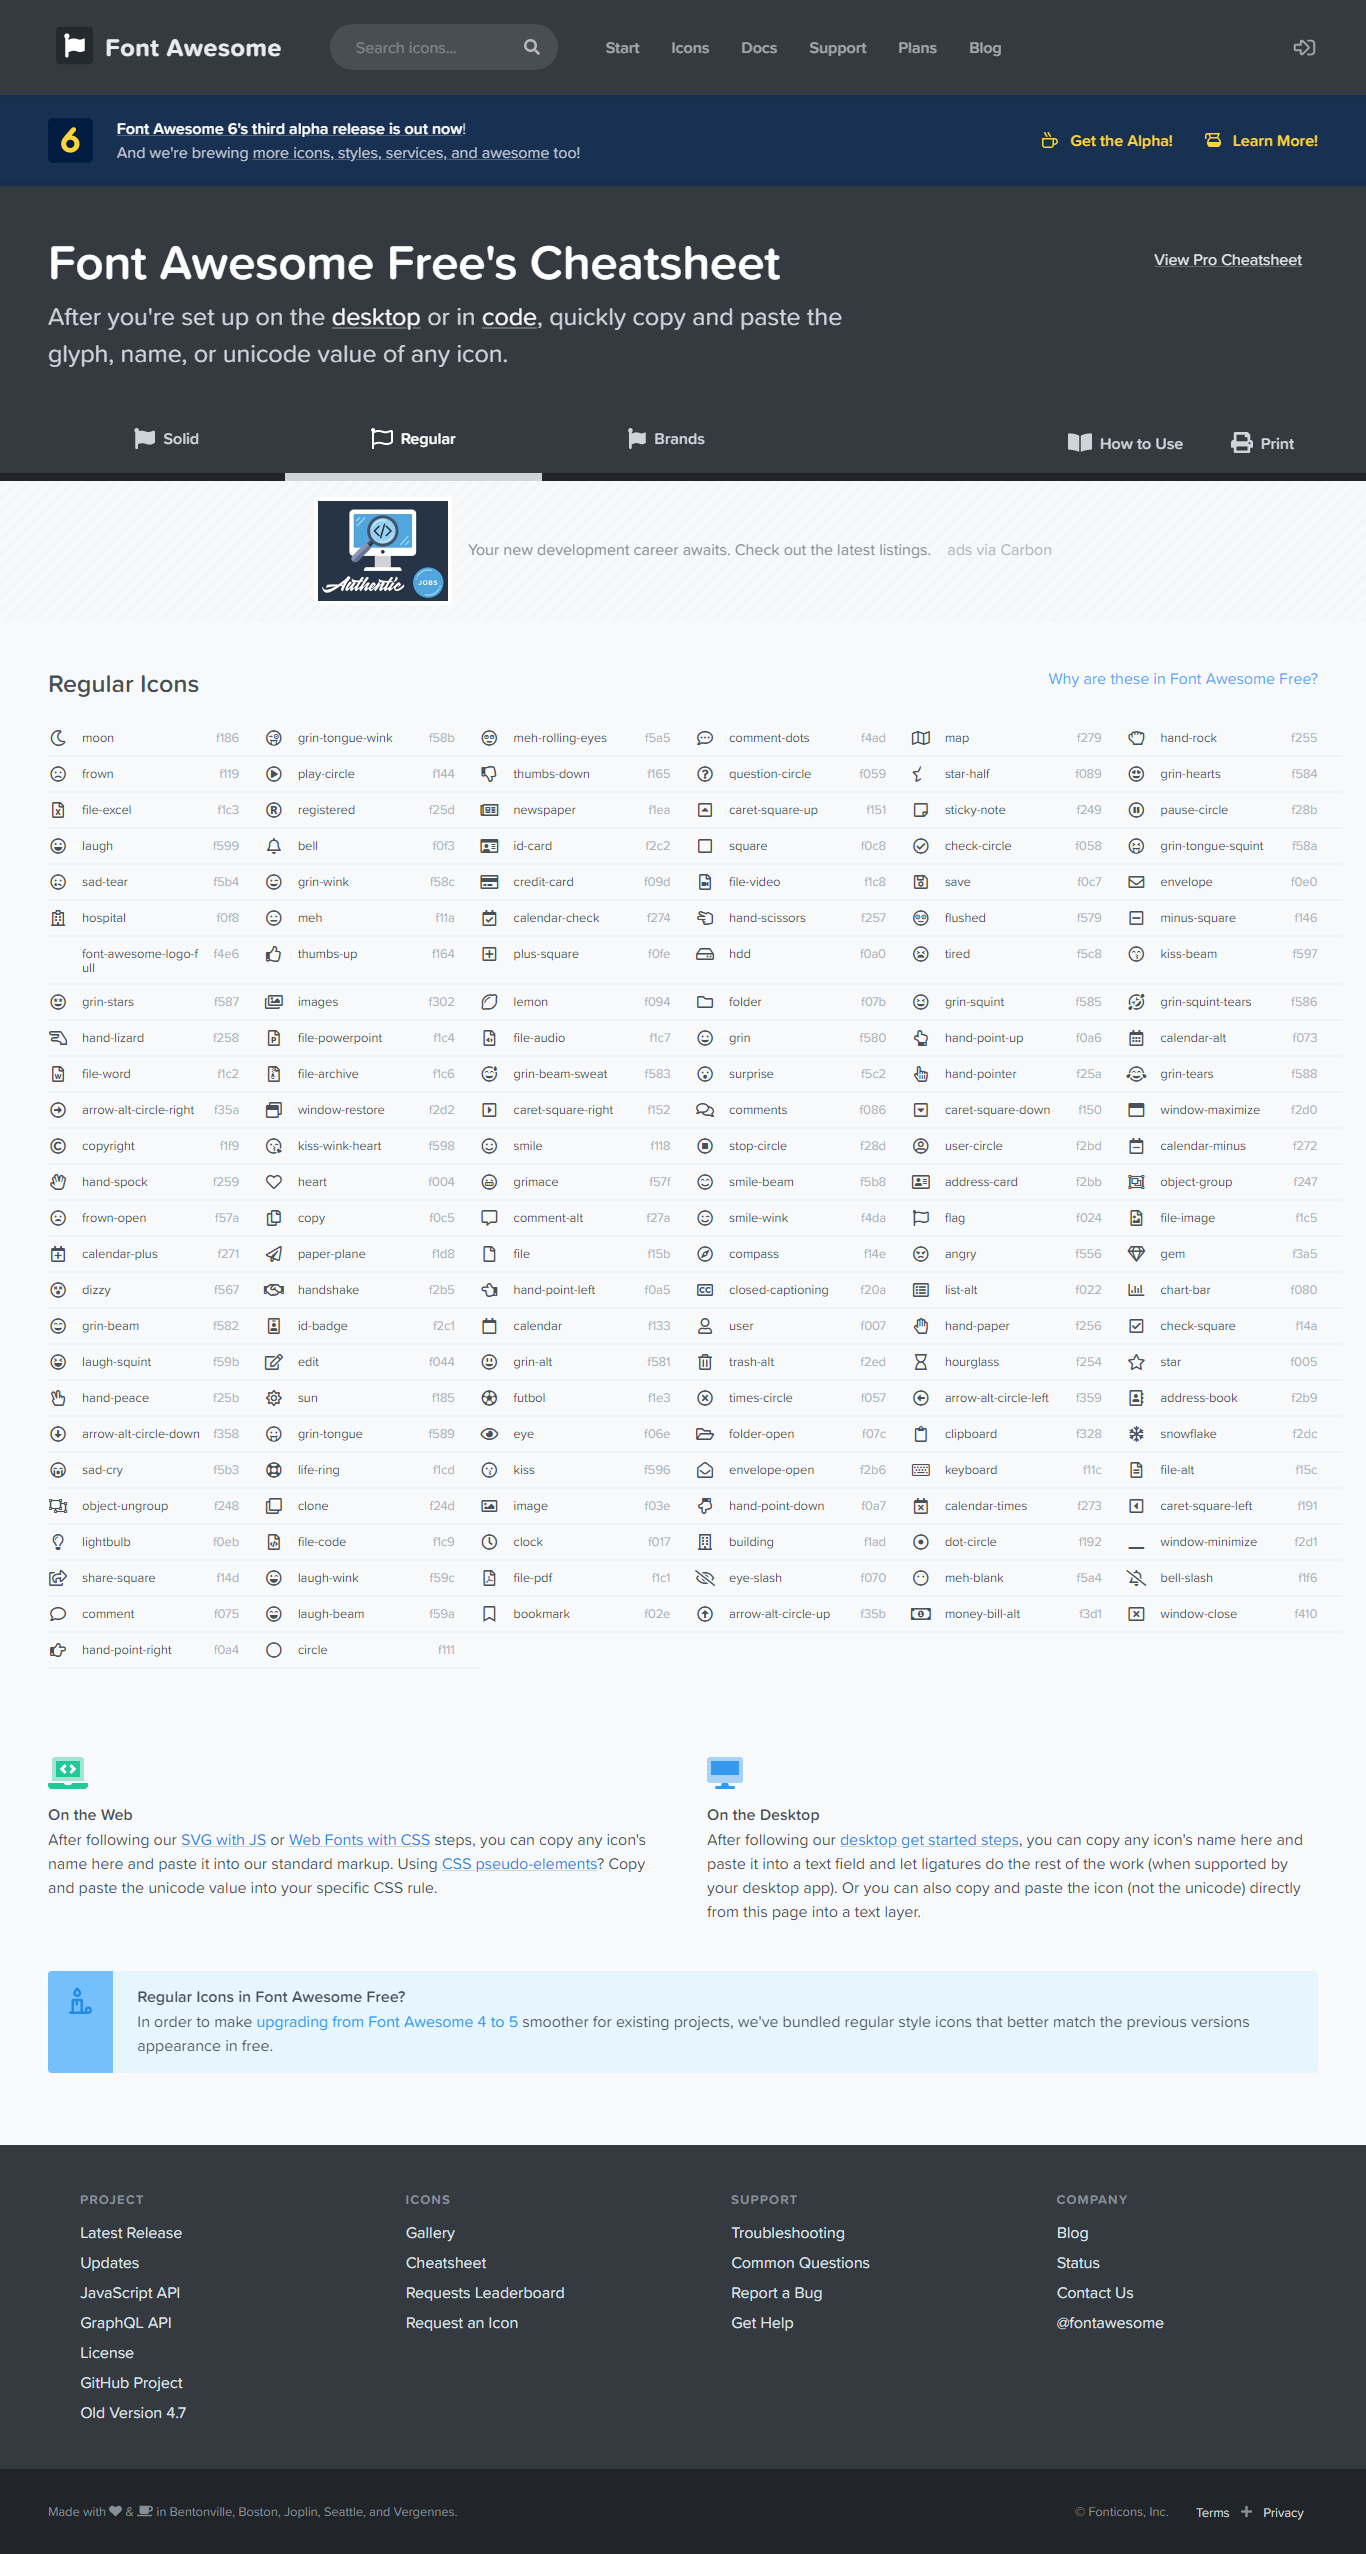 Font Awesome
Search icons...
Start Icons Docs Support Plans Blog
6
Font Awesome 6's third alpha release is out now!
And we're brewing more icons, styles, services, and awesome too!
Get the Alpha! Learn More!
Font Awesome Free's Cheatsheet
View Pro Cheatsheet
After you're set up on the desktop or in code, quickly copy and paste the
glyph, name, or unicode value of any icon.
Solid Regular Brands How to Use Print
Authentic JOBS
Your new development career awaits. Check out the latest listings. ads via Carbon
Regular Icons
Why are these in Font Awesome Free?
moon f186 grin-tongue-wink f58b meh-rolling-eyes f5a5 comment-dots f4ad map f279 hand-rock f255
frown f119 play-circle f144 thumbs-down f165 question-circle f059 star-half f089 grin-hearts f584
file-excel f1c3 registered f25d newspaper f1ea caret-square-up f151 sticky-note f249 pause-circle f28b
laugh f599 bell f0f3 id-card f2c2 square f0c8 check-circle f058 grin-tongue-squint f58a
sad-tear f5b4 grin-wink f58c credit-card f09d file-video f1c8 save f0c7 envelope f0e0
hospital f0f8 meh f11a calendar-check f274 hand-scissors f257 flushed f579 minus-square f146
font-awesome-logo-f f4e6 thumbs-up f164 plus-square f0fe hdd f0a0 tired f5c8 kiss-beam f597
ull
grin-stars f587 images f302 lemon f094 folder f07b grin-squint f585 grin-squint-tears f586
hand-lizard f258 file-powerpoint f1c4 file-audio f1c7 grin f580 hand-point-up f0a6 calendar-alt f073
file-word f1c2 file-archive f1c6 grin-beam-sweat f583 surprise f5c2 hand-pointer f25a grin-tears f588
arrow-alt-circle-right f35a window-restore f2d2 caret-square-right f152 comments f086 caret-square-down f150 window-maximize f2d0
copyright f1f9 kiss-wink-heart f598 smile f118 stop-circle f28d user-circle f2bd calendar-minus f272
hand-spock f259 heart f004 grimace f57f smile-beam f5b8 address-card f2bb object-group f247
frown-open f57a copy f0c5 comment-alt f27a smile-wink f4da flag f024 file-image f1c5
calendar-plus f271 paper-plane f1d8 file f15b compass f14e angry f556 gem f3a5
dizzy f567 handshake f2b5 hand-point-left f0a5 closed-captioning f20a list-alt f022 chart-bar f080
grin-beam f582 id-badge f2c1 calendar f133 user f007 hand-paper f256 check-square f14a
laugh-squint f59b edit f044 grin-alt f581 trash-alt f2ed hourglass f254 star f005
hand-peace f25b sun f185 futbol f1e3 times-circle f057 arrow-alt-circle-left f359 address-book f2b9
arrow-alt-circle-down f358 grin-tongue f589 eye f06e folder-open f07c clipboard f328 snowflake f2dc
sad-cry f5b3 life-ring f1cd kiss f596 envelope-open f2b6 keyboard f11c file-alt f15c
object-ungroup f248 clone f24d image f03e hand-point-down f0a7 calendar-times f273 caret-square-left f191
lightbulb f0eb file-code f1c9 clock f017 building f1ad dot-circle f192 window-minimize f2d1
share-square f14d laugh-wink f59c file-pdf f1c1 eye-slash f070 meh-blank f5a4 bell-slash f1f6
comment f075 laugh-beam f59a bookmark f02e arrow-alt-circle-up f35b money-bill-alt f3d1 window-close f410
hand-point-right f0a4 circle f111
On the Web
After following our SVG with JS or Web Fonts with CSS steps, you can copy any icon's
name here and paste it into our standard markup. Using CSS pseudo-elements? Copy
and paste the unicode value into your specific CSS rule.
On the Desktop
After following our desktop get started steps, you can copy any icon's name here and
paste it into a text field and let ligatures do the rest of the work (when supported by
your desktop app). Or you can also copy and paste the icon (not the unicode) directly
from this page into a text layer.
Regular Icons in Font Awesome Free?
In order to make upgrading from Font Awesome 4 to 5 smoother for existing projects, we've bundled regular style icons that better match the previous versions
appearance in free.
PROJECT
Latest Release
Updates
JavaScript API
GraphQL API
License
GitHub Project
Old Version 4.7
ICONS
Gallery
Cheatsheet
Requests Leaderboard
Request an Icon
SUPPORT
Troubleshooting
Common Questions
Report a Bug
Get Help
COMPANY
Blog
Status
Contact Us
@fontawesome
Made with & in Bentonville, Boston, Joplin, Seattle, and Vergennes.
© Fonticons, Inc. Terms Privacy